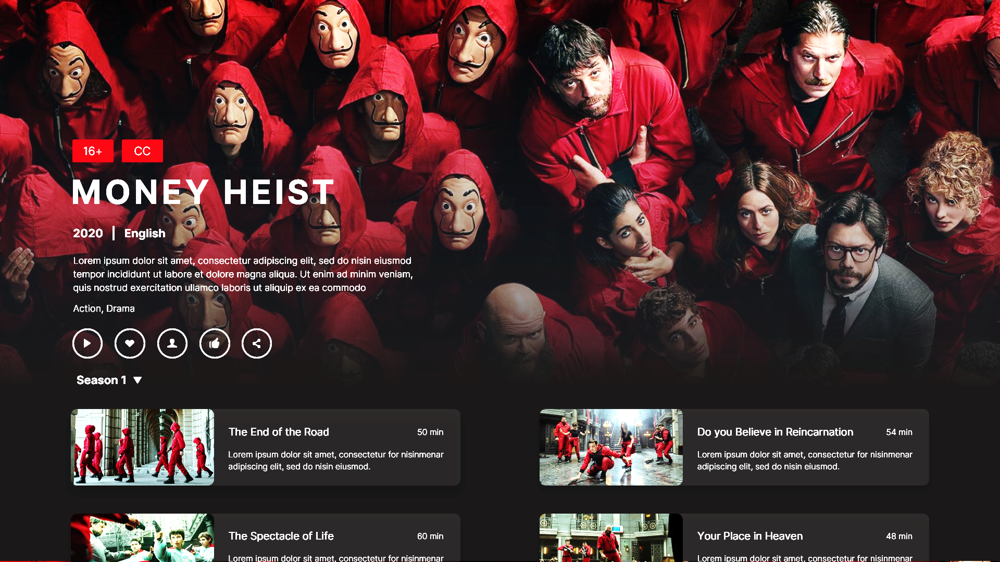 16+ CC
MONEY HEIST
2020 | English
Lorem ipsum dolor sit amet, consectetur adipiscing elit, sed do nisin eiusmod
tempor incididunt ut labore et dolore magna aliqua. Ut enim ad minim veniam,
quis nostrud exercitation ullamco laboris ut aliquip ex ea commodo
Action, Drama
Season 1
The End of the Road 50 min
Lorem ipsum dolor sit amet, consectetur for nisinmenar
adipiscing elit, sed do nisin eiusmod.
Do you Believe in Reincarnation 54 min
Lorem ipsum dolor sit amet, consectetur for nisinmenar
adipiscing elit, sed do nisin eiusmod.
The Spectacle of Life 60 min
Lorem ipsum dolor sit amet, consectetur for nisinmenar
Your Place in Heaven 48 min
Lorem ipsum dolor sit amet, consectetur for nisinmenar